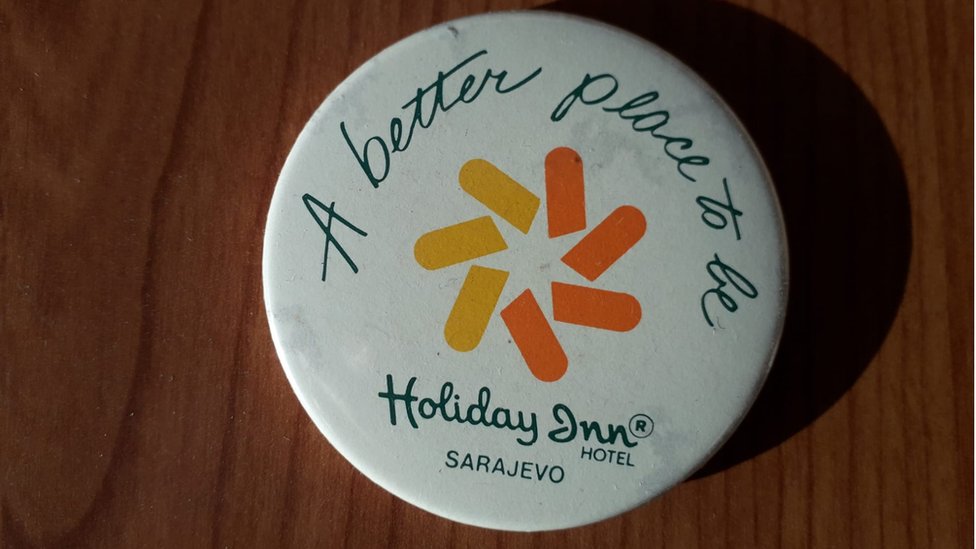 A better place to be
Holiday Inn®
HOTEL
SARAJEVO